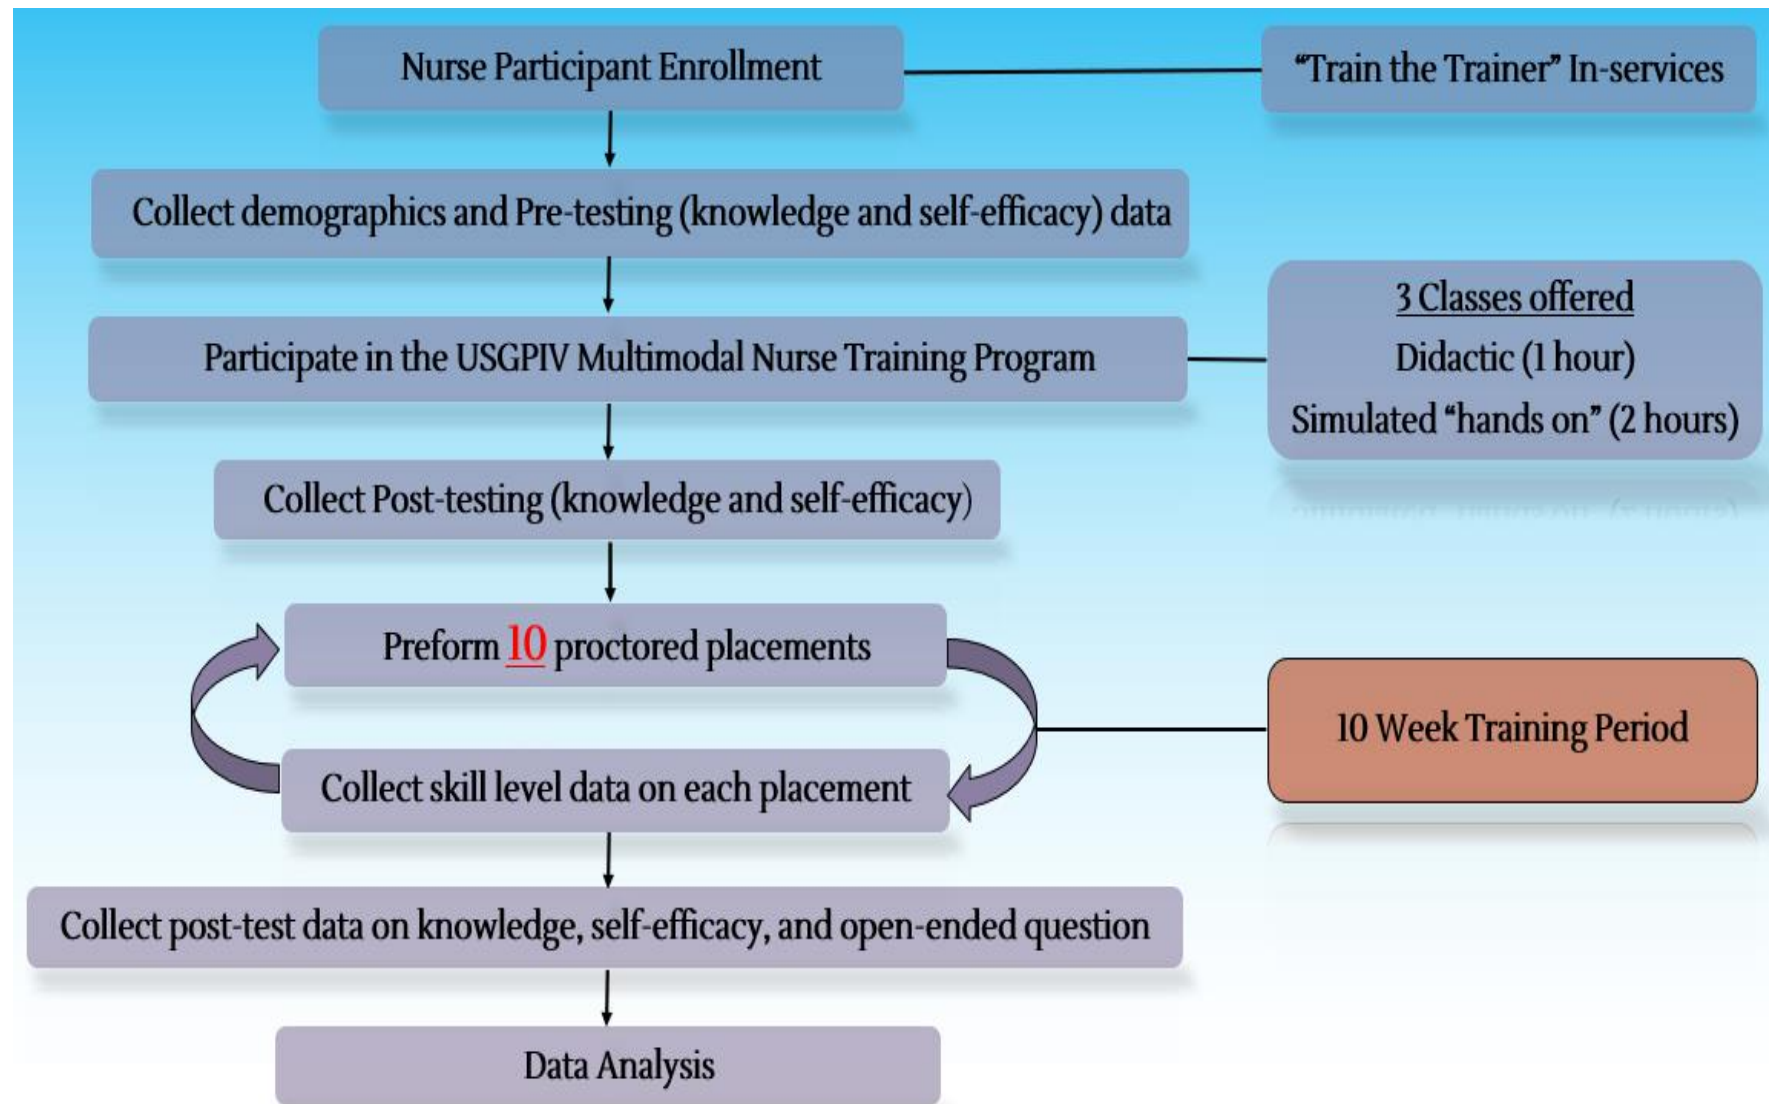 Nurse Participant Enrollment
“Train the Trainer” In-services
Collect demographics and Pre-testing (knowledge and self-efficacy) data
Participate in the USGPIV Multimodal Nurse Training Program
3 Classes offered
Didactic (1 hour)
Simulated “hands on” (2 hours)
Collect Post-testing (knowledge and self-efficacy)
Preform 10 proctored placements
10 Week Training Period
Collect skill level data on each placement
Collect post-test data on knowledge, self-efficacy, and open-ended question
Data Analysis